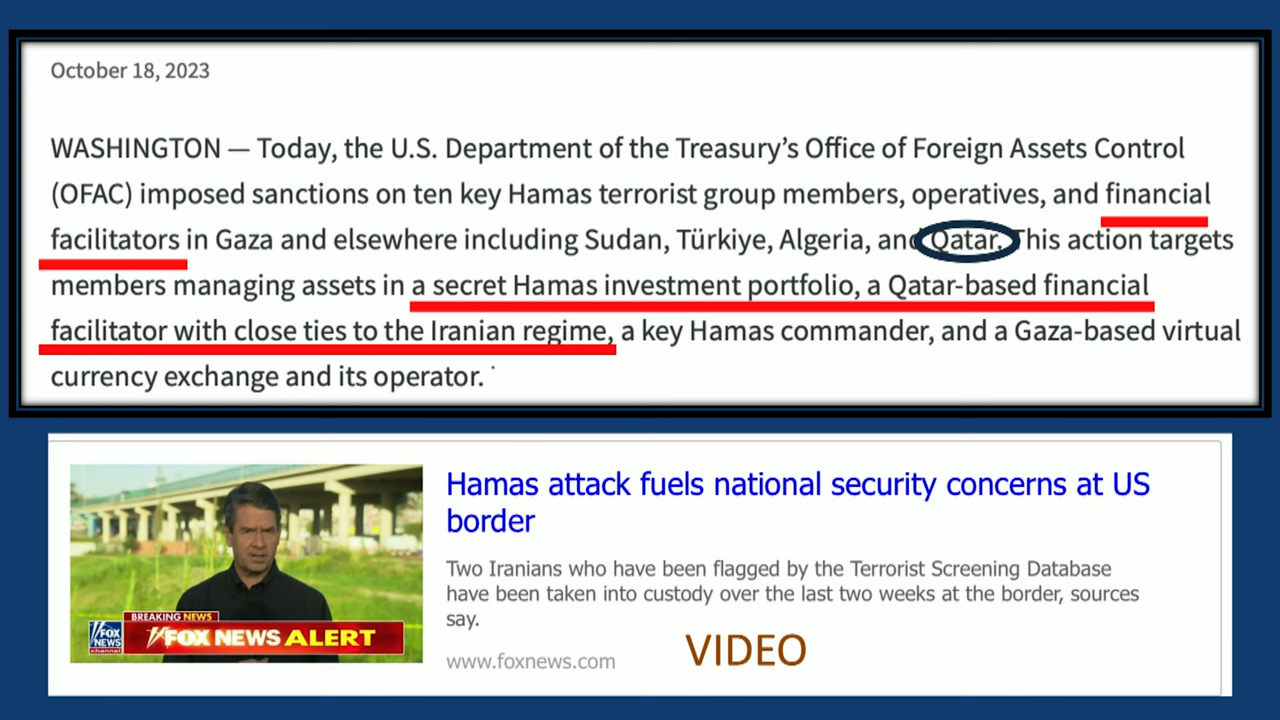 October 18, 2023
WASHINGTON — Today, the U.S. Department of the Treasury’s Office of Foreign Assets Control
(OFAC) imposed sanctions on ten key Hamas terrorist group members, operatives, and financial
facilitators in Gaza and elsewhere including Sudan, Türkiye, Algeria, and Qatar. This action targets
members managing assets in a secret Hamas investment portfolio, a Qatar-based financial
facilitator with close ties to the Iranian regime, a key Hamas commander, and a Gaza-based virtual
currency exchange and its operator.
Hamas attack fuels national security concerns at US
border
Two Iranians who have been flagged by the Terrorist Screening Database
have been taken into custody over the last two weeks at the border, sources
say.
www.foxnews.com
VIDEO
BREAKING NEWS
FOX NEWS ALERT
FOX
NEWS
channel